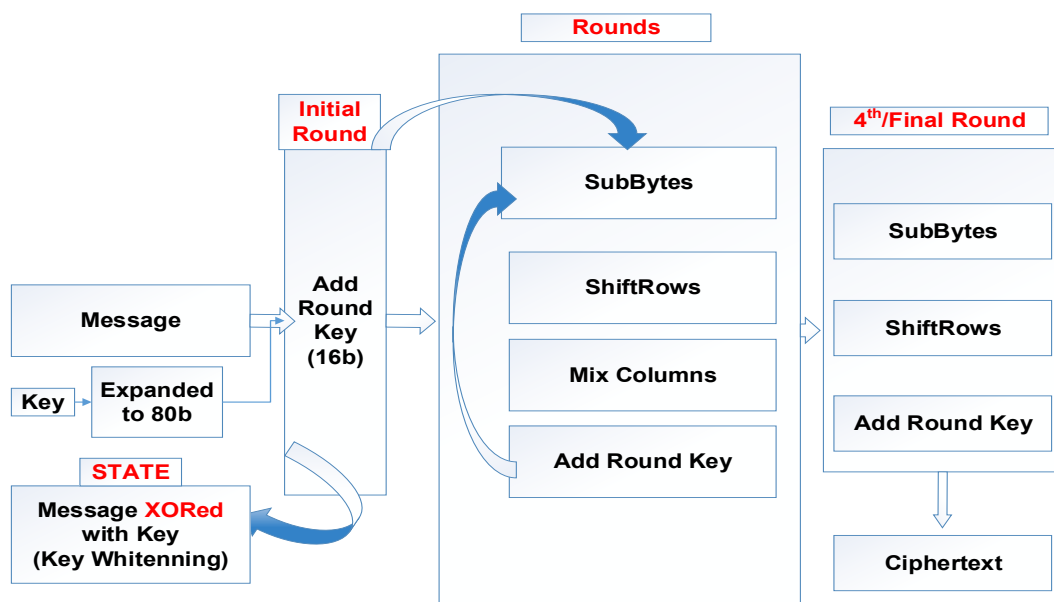 Rounds
Initial
Round
4th/Final Round
SubBytes
ShiftRows
Mix Columns
Add Round Key
Add
Round
Key
(16b)
Message
Key
Expanded
to 80b
STATE
Message XORed
with Key
(Key Whitenning)
SubBytes
ShiftRows
Add Round Key
Ciphertext